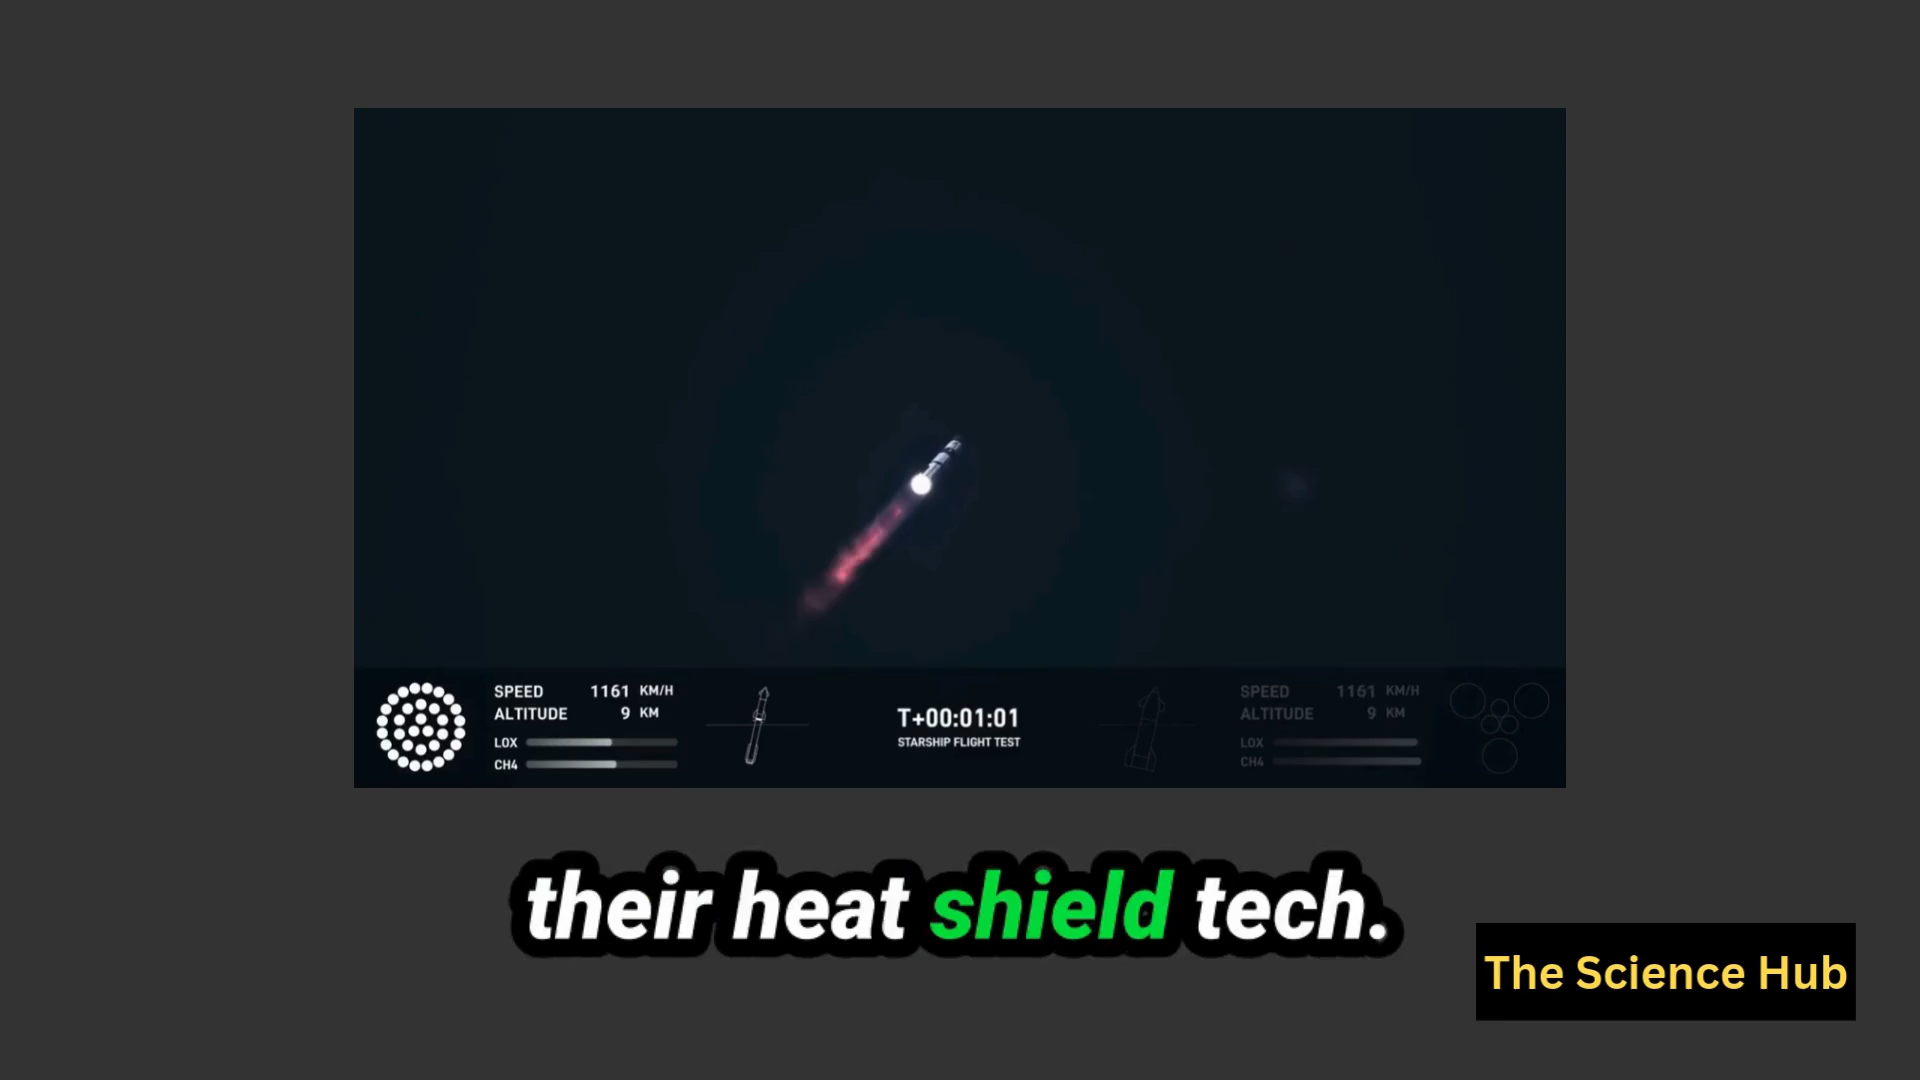 SPEED 1161 KM/H
ALTITUDE 9 KM
LOX
CH4
T+00:01:01
STARSHIP FLIGHT TEST
SPEED 1161 KM/H
ALTITUDE 9 KM
LOX
CH4
their heat shield tech.
The Science Hub